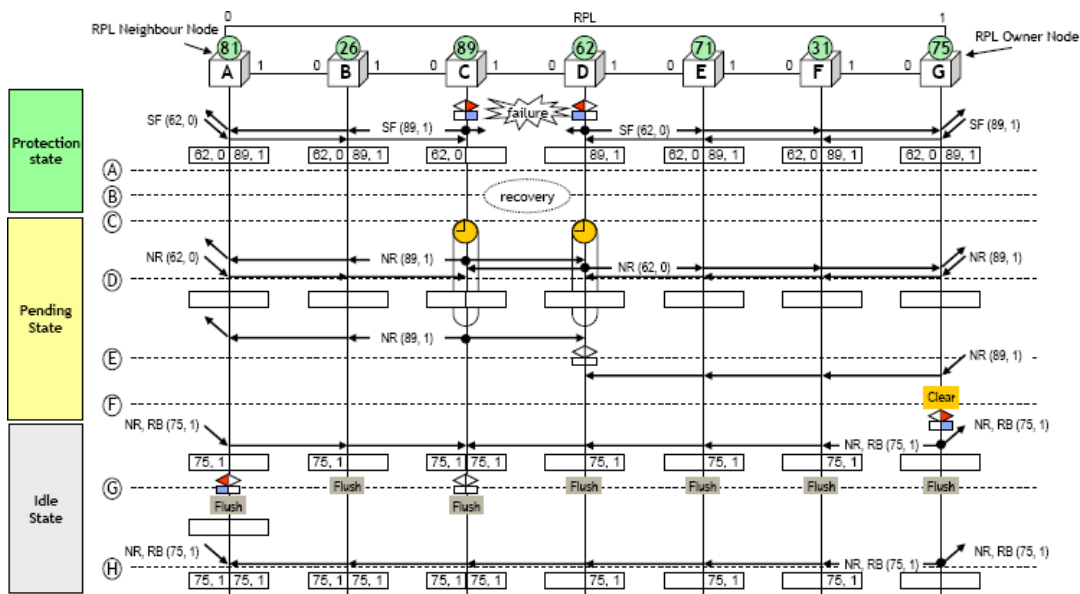 0 RPL 1
RPL Neighbour Node
RPL Owner Node
81 26 89 62 71 31 75
A 1 0 B 1 0 C 1 0 D 1 0 E 1 0 F 1 0 G
failure
SF (62, 0) SF (89, 1) SF (62, 0) SF (89, 1)
Protection
state
62, 0 89, 1 62, 0 89, 1 62, 0 89, 1 62, 0 89, 1 62, 0 89, 1 62, 0 89, 1
A
B
recovery
C
NR (62, 0) NR (89, 1) NR (62, 0) NR (89, 1)
D
Pending
State
NR (89, 1)
E
NR (89, 1)
F
Clear
NR, RB (75, 1) NR, RB (75, 1) NR, RB (75, 1)
75, 1 75, 1 75, 1 75, 1 75, 1 75, 1 75, 1
G
Flush Flush Flush Flush Flush
Flush Flush
Idle
State
NR, RB (75, 1) NR, RB (75, 1) NR, RB (75, 1)
H
75, 1 75, 1 75, 1 75, 1 75, 1 75, 1 75, 1 75, 1 75, 1